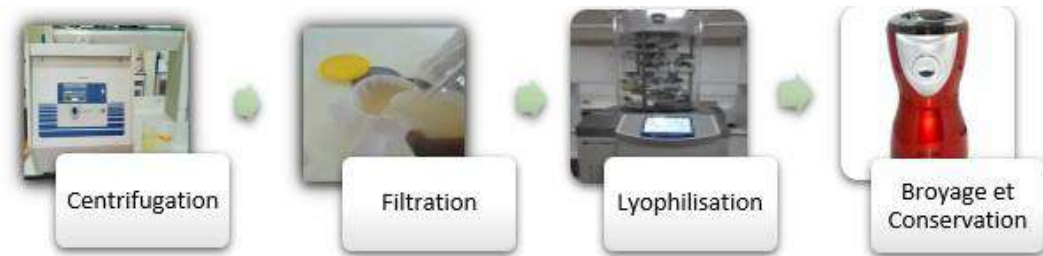 Centrifugation
Filtration
Lyophilisation
Broyage et
Conservation